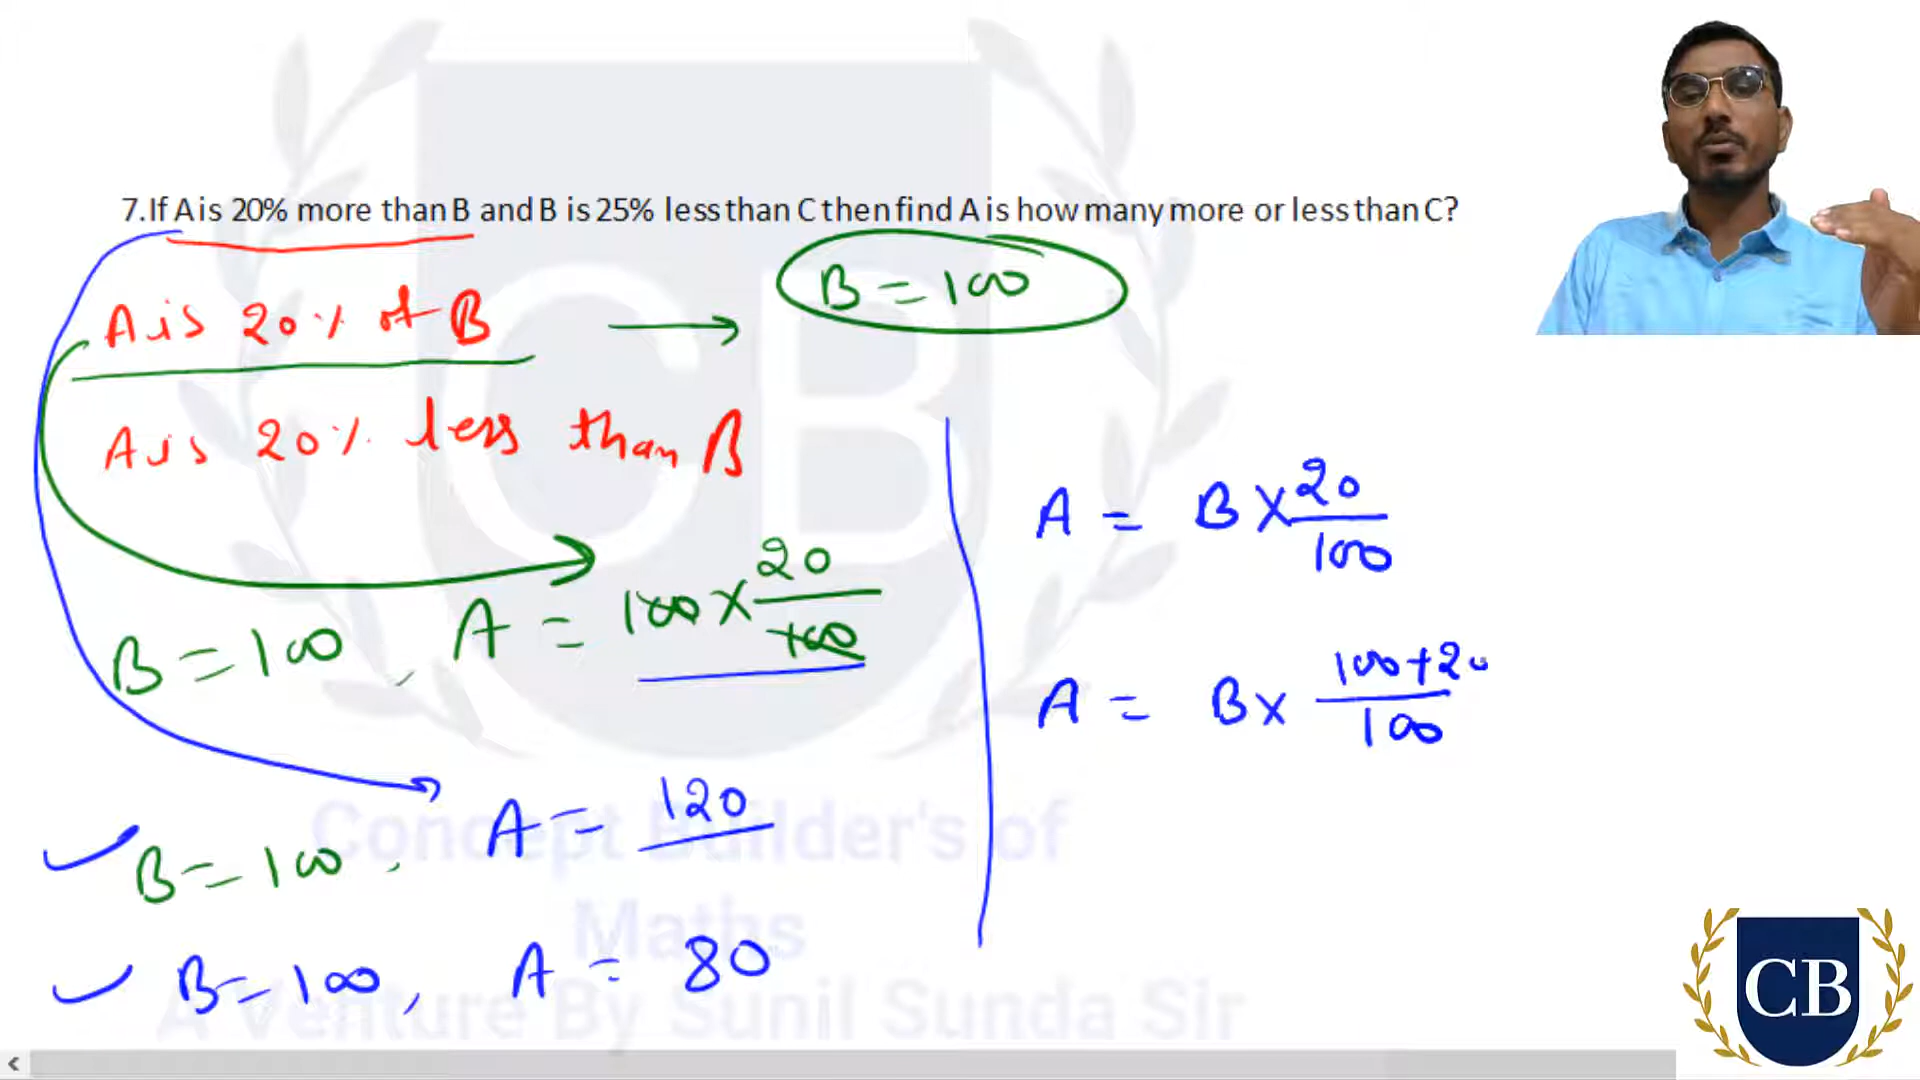 7.If A is 20% more than B and B is 25% less than C then find A is how many more or less than C?
B = 100
A is 20% of B
A is 20% less than B
A = B × 20/100
A = 100 × 20/100
B = 100,
A = B × 100+20/100
A = 120
B = 100,
B = 100, A = 80
Concept Builder's of
Maths
A Venture By Sunil Sunda Sir
CB
CB